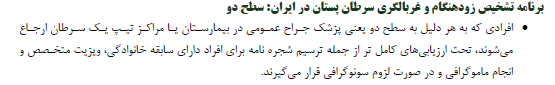 برنامه تشخیص زودهنگام و غربالگری سرطان پستان در ایران: سطح دو
• افرادی که به هر دلیل به سطح دو یعنی پزشک جراح عمومی در بیمارستان یا مراکز تیپ یک سرطان ارجاع
می‌شوند، تحت ارزیابی‌های کامل تر از جمله ترسیم شجره نامه برای افراد دارای سابقه خانوادگی، ویزیت متخصص و
انجام ماموگرافی و در صورت لزوم سونوگرافی قرار می‌گیرند.